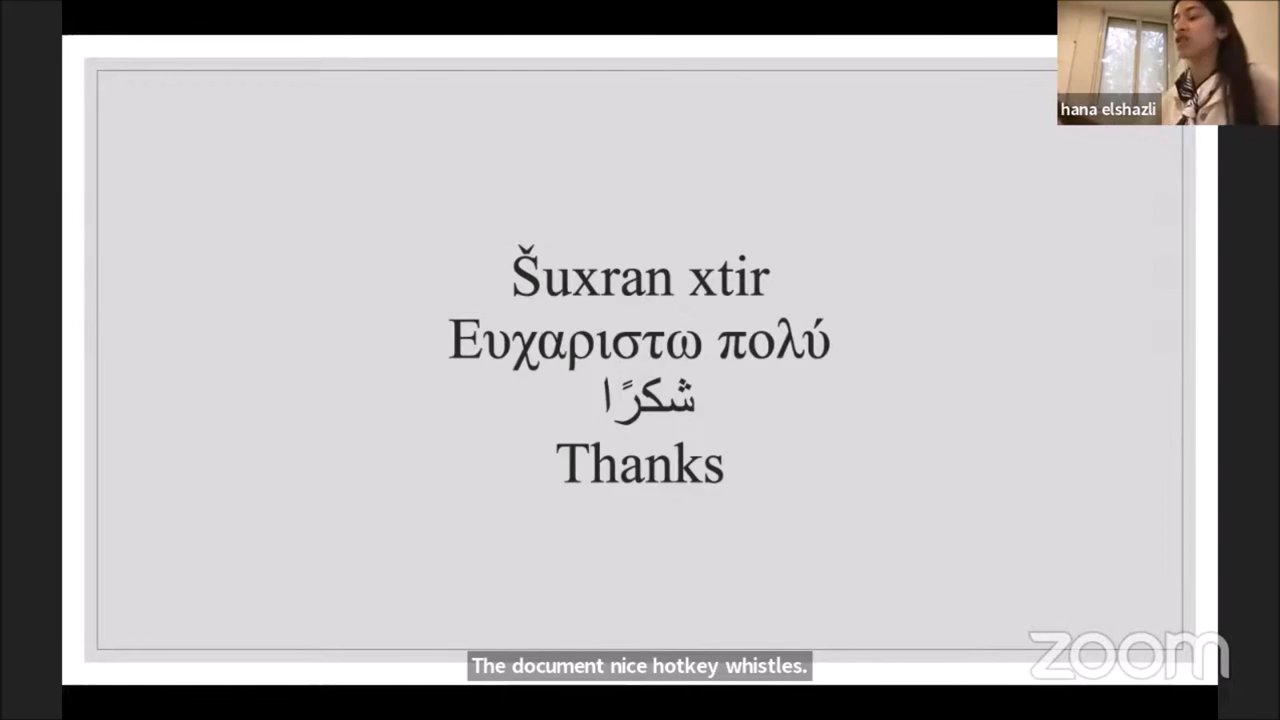 hana elshazli
Šuxran xtir
Ευχαριστω πολύ
شكرًا
Thanks
The document nice hotkey whistles.
zoom